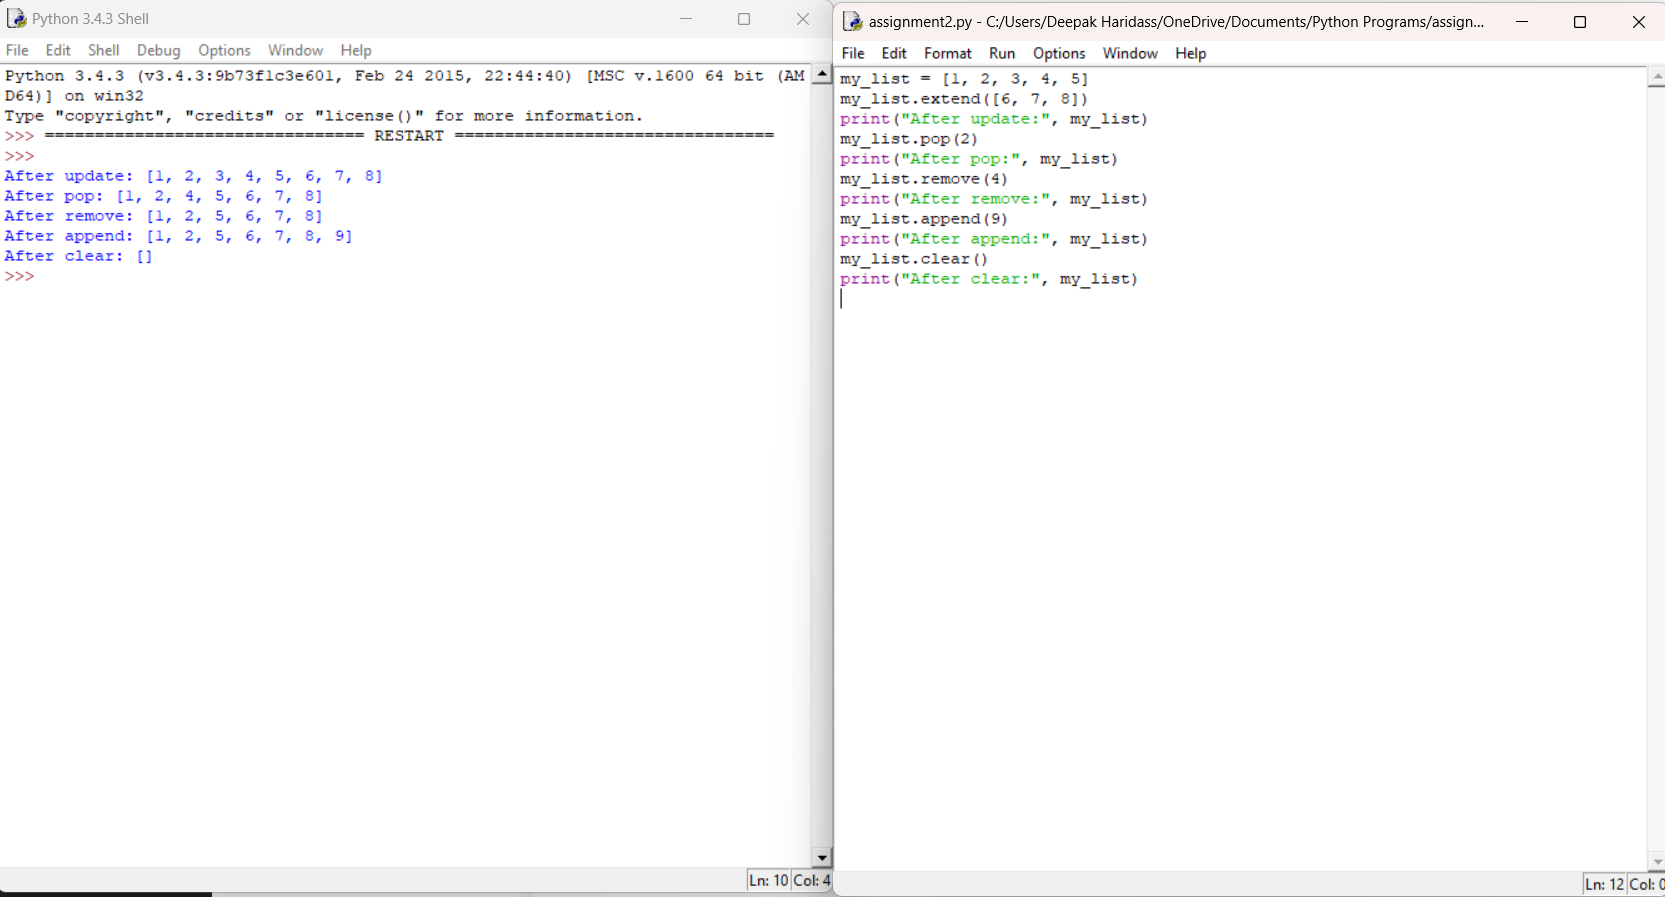 Python 3.4.3 Shell
File Edit Shell Debug Options Window Help
Python 3.4.3 (v3.4.3:9b73f1c3e601, Feb 24 2015, 22:44:40) [MSC v.1600 64 bit (AM
D64)] on win32
Type "copyright", "credits" or "license()" for more information.
>>> ================================ RESTART ================================
>>>
After update: [1, 2, 3, 4, 5, 6, 7, 8]
After pop: [1, 2, 4, 5, 6, 7, 8]
After remove: [1, 2, 5, 6, 7, 8]
After append: [1, 2, 5, 6, 7, 8, 9]
After clear: []
>>>
Ln: 10 Col: 4
assignment2.py - C:/Users/Deepak Haridass/OneDrive/Documents/Python Programs/assign...
File Edit Format Run Options Window Help
my_list = [1, 2, 3, 4, 5]
my_list.extend([6, 7, 8])
print("After update:", my_list)
my_list.pop(2)
print("After pop:", my_list)
my_list.remove(4)
print("After remove:", my_list)
my_list.append(9)
print("After append:", my_list)
my_list.clear()
print("After clear:", my_list)
Ln: 12 Col: 0